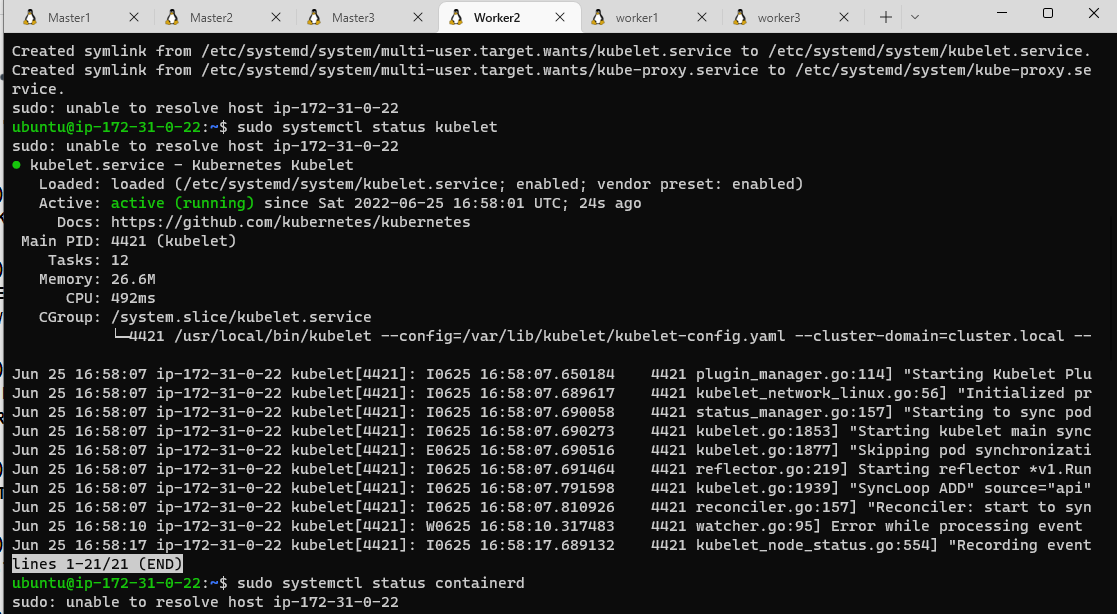 Master1 Master2 Master3 Worker2 worker1 worker3
Created symlink from /etc/systemd/system/multi-user.target.wants/kubelet.service to /etc/systemd/system/kubelet.service.
Created symlink from /etc/systemd/system/multi-user.target.wants/kube-proxy.service to /etc/systemd/system/kube-proxy.se
rvice.
sudo: unable to resolve host ip-172-31-0-22
ubuntu@ip-172-31-0-22:~$ sudo systemctl status kubelet
sudo: unable to resolve host ip-172-31-0-22
● kubelet.service - Kubernetes Kubelet
Loaded: loaded (/etc/systemd/system/kubelet.service; enabled; vendor preset: enabled)
Active: active (running) since Sat 2022-06-25 16:58:01 UTC; 24s ago
Docs: https://github.com/kubernetes/kubernetes
Main PID: 4421 (kubelet)
Tasks: 12
Memory: 26.6M
CPU: 492ms
CGroup: /system.slice/kubelet.service
└─4421 /usr/local/bin/kubelet --config=/var/lib/kubelet/kubelet-config.yaml --cluster-domain=cluster.local --
Jun 25 16:58:07 ip-172-31-0-22 kubelet[4421]: I0625 16:58:07.650184 4421 plugin_manager.go:114] "Starting Kubelet Plu
Jun 25 16:58:07 ip-172-31-0-22 kubelet[4421]: I0625 16:58:07.689617 4421 kubelet_network_linux.go:56] "Initialized pr
Jun 25 16:58:07 ip-172-31-0-22 kubelet[4421]: I0625 16:58:07.690058 4421 status_manager.go:157] "Starting to sync pod
Jun 25 16:58:07 ip-172-31-0-22 kubelet[4421]: I0625 16:58:07.690273 4421 kubelet.go:1853] "Starting kubelet main sync
Jun 25 16:58:07 ip-172-31-0-22 kubelet[4421]: E0625 16:58:07.690516 4421 kubelet.go:1877] "Skipping pod synchronizati
Jun 25 16:58:07 ip-172-31-0-22 kubelet[4421]: I0625 16:58:07.691464 4421 reflector.go:219] Starting reflector *v1.Run
Jun 25 16:58:07 ip-172-31-0-22 kubelet[4421]: I0625 16:58:07.791598 4421 kubelet.go:1939] "SyncLoop ADD" source="api"
Jun 25 16:58:07 ip-172-31-0-22 kubelet[4421]: I0625 16:58:07.810926 4421 reconciler.go:157] "Reconciler: start to syn
Jun 25 16:58:10 ip-172-31-0-22 kubelet[4421]: W0625 16:58:10.317483 4421 watcher.go:95] Error while processing event
Jun 25 16:58:17 ip-172-31-0-22 kubelet[4421]: I0625 16:58:17.689132 4421 kubelet_node_status.go:554] "Recording event
lines 1-21/21 (END)
ubuntu@ip-172-31-0-22:~$ sudo systemctl status containerd
sudo: unable to resolve host ip-172-31-0-22